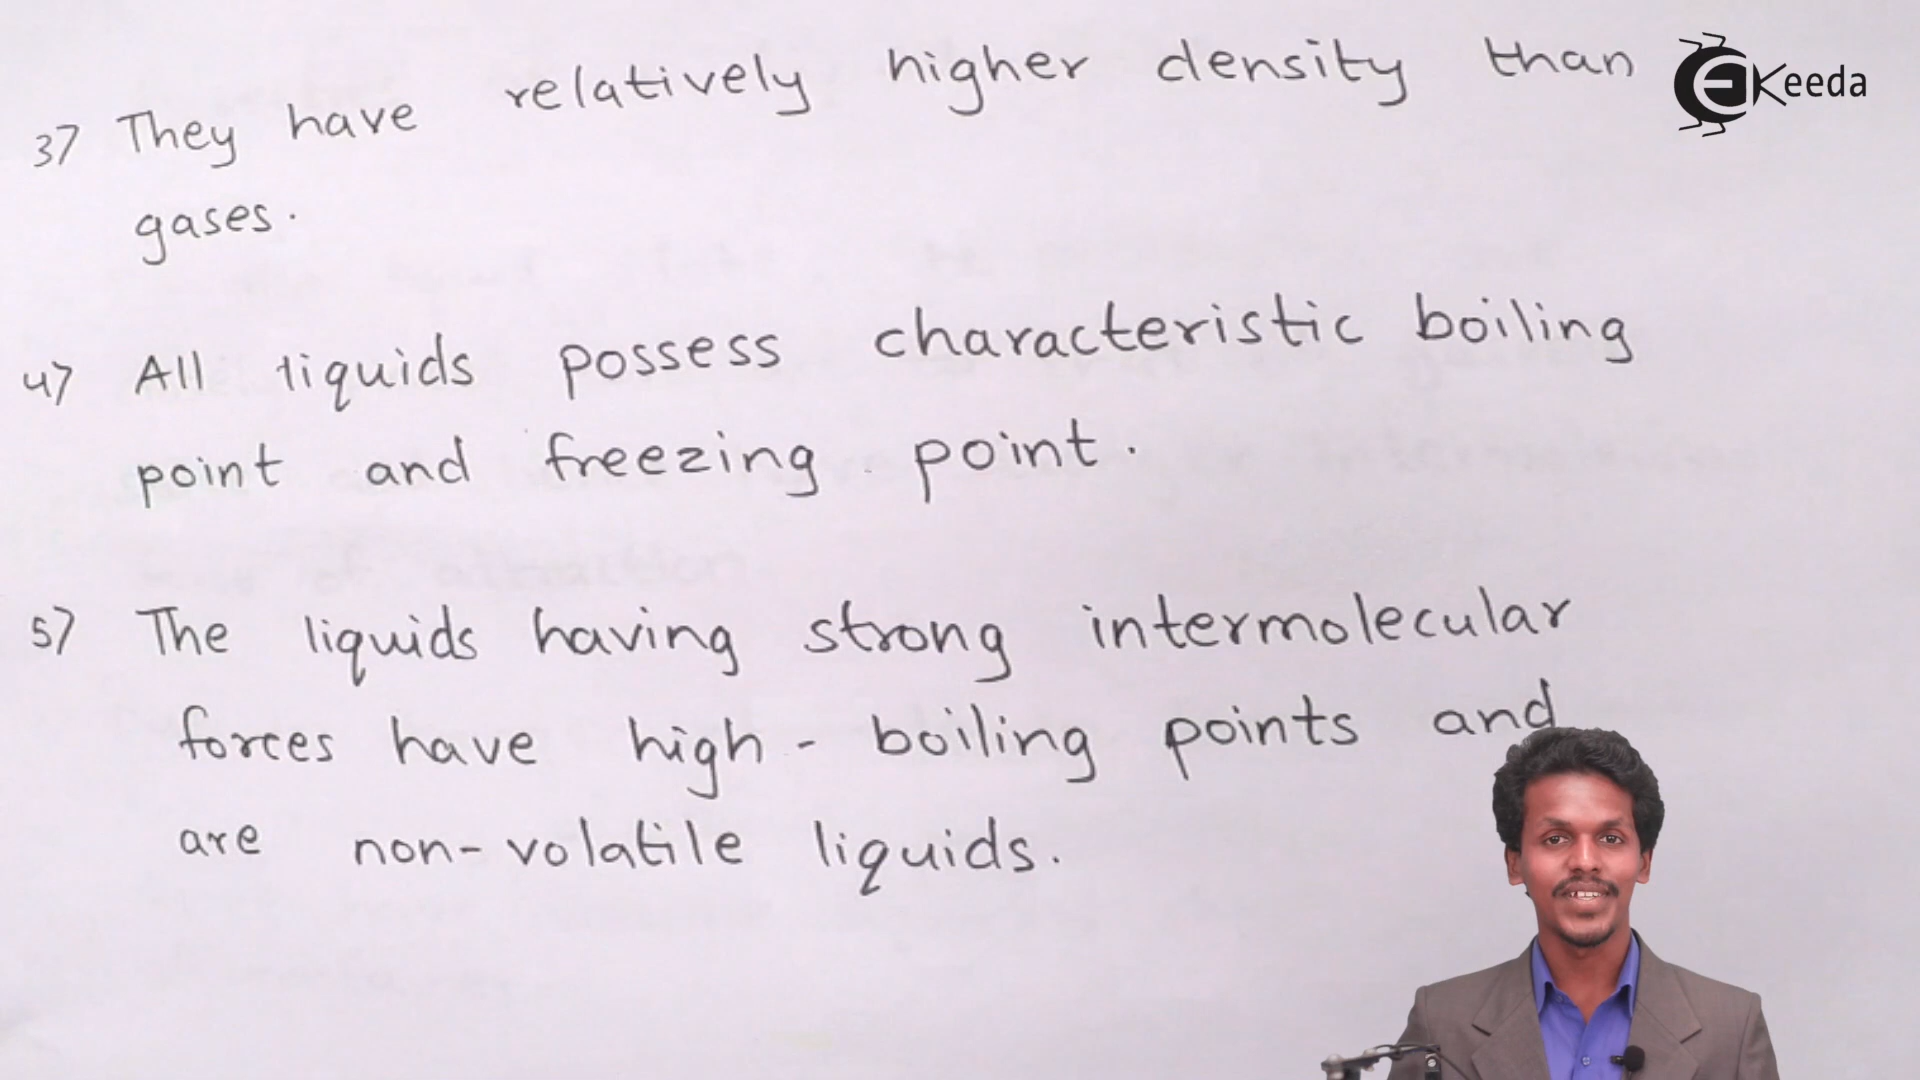 3) They have relatively higher density than
gases.
4) All liquids possess characteristic boiling
point and freezing point.
5) The liquids having strong intermolecular
forces have high - boiling points and
are non-volatile liquids.
EKeeda